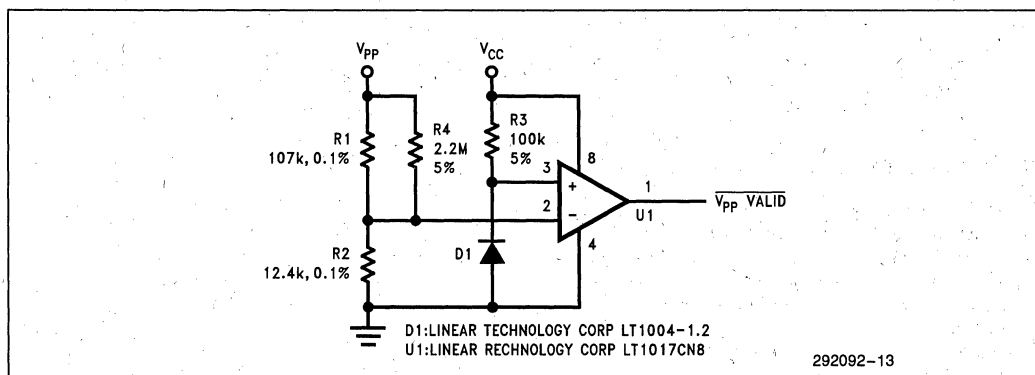 VPP
VCC
R1
107k, 0.1%
R4
2.2M
5%
R3
100k
5%
8
3
+
2
-
1
U1
VPP VALID
4
D1
R2
12.4k, 0.1%
D1:LINEAR TECHNOLOGY CORP LT1004-1.2
U1:LINEAR RECHNOLOGY CORP LT1017CN8
292092-13